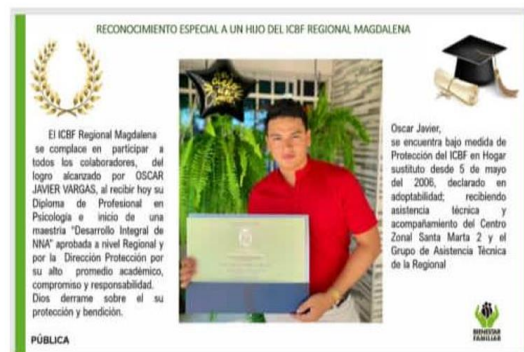 RECONOCIMIENTO ESPECIAL A UN HIJO DEL ICBF REGIONAL MAGDALENA
El ICBF Regional Magdalena
se complace en participar a
todos los colaboradores, del
logro alcanzado por OSCAR
JAVIER VARGAS, al recibir hoy su
Diploma de Profesional en
Psicología e inicio de una
maestría "Desarrollo Integral de
NNA" aprobada a nivel Regional y
por la Dirección Protección por
su alto promedio académico,
compromiso y responsabilidad.
Dios derrame sobre el su
protección y bendición.
Oscar Javier,
se encuentra bajo medida de
Protección del ICBF en Hogar
sustituto desde 5 de mayo
del 2006, declarado en
adoptabilidad; recibiendo
asistencia técnica y
acompañamiento del Centro
Zonal Santa Marta 2 y el
Grupo de Asistencia Técnica
de la Regional
PÚBLICA
BIENESTAR
FAMILIAR